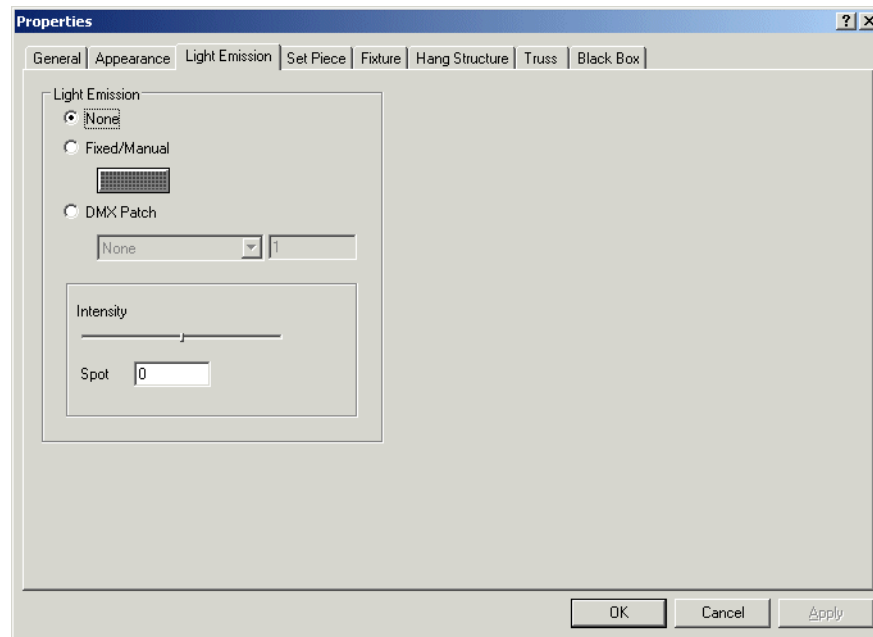 Properties
General Appearance Light Emission Set Piece Fixture Hang Structure Truss Black Box
Light Emission
None
Fixed/Manual
DMX Patch
None 1
Intensity
Spot 0
OK Cancel Apply